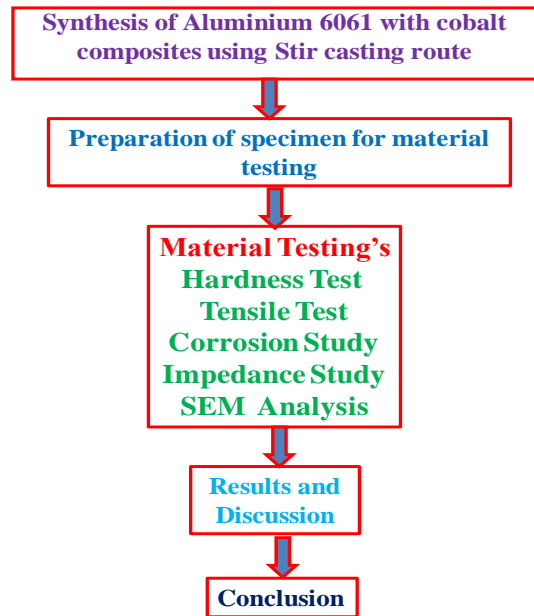 Synthesis of Aluminium 6061 with cobalt
composites using Stir casting route
Preparation of specimen for material
testing
Material Testing's
Hardness Test
Tensile Test
Corrosion Study
Impedance Study
SEM Analysis
Results and
Discussion
Conclusion